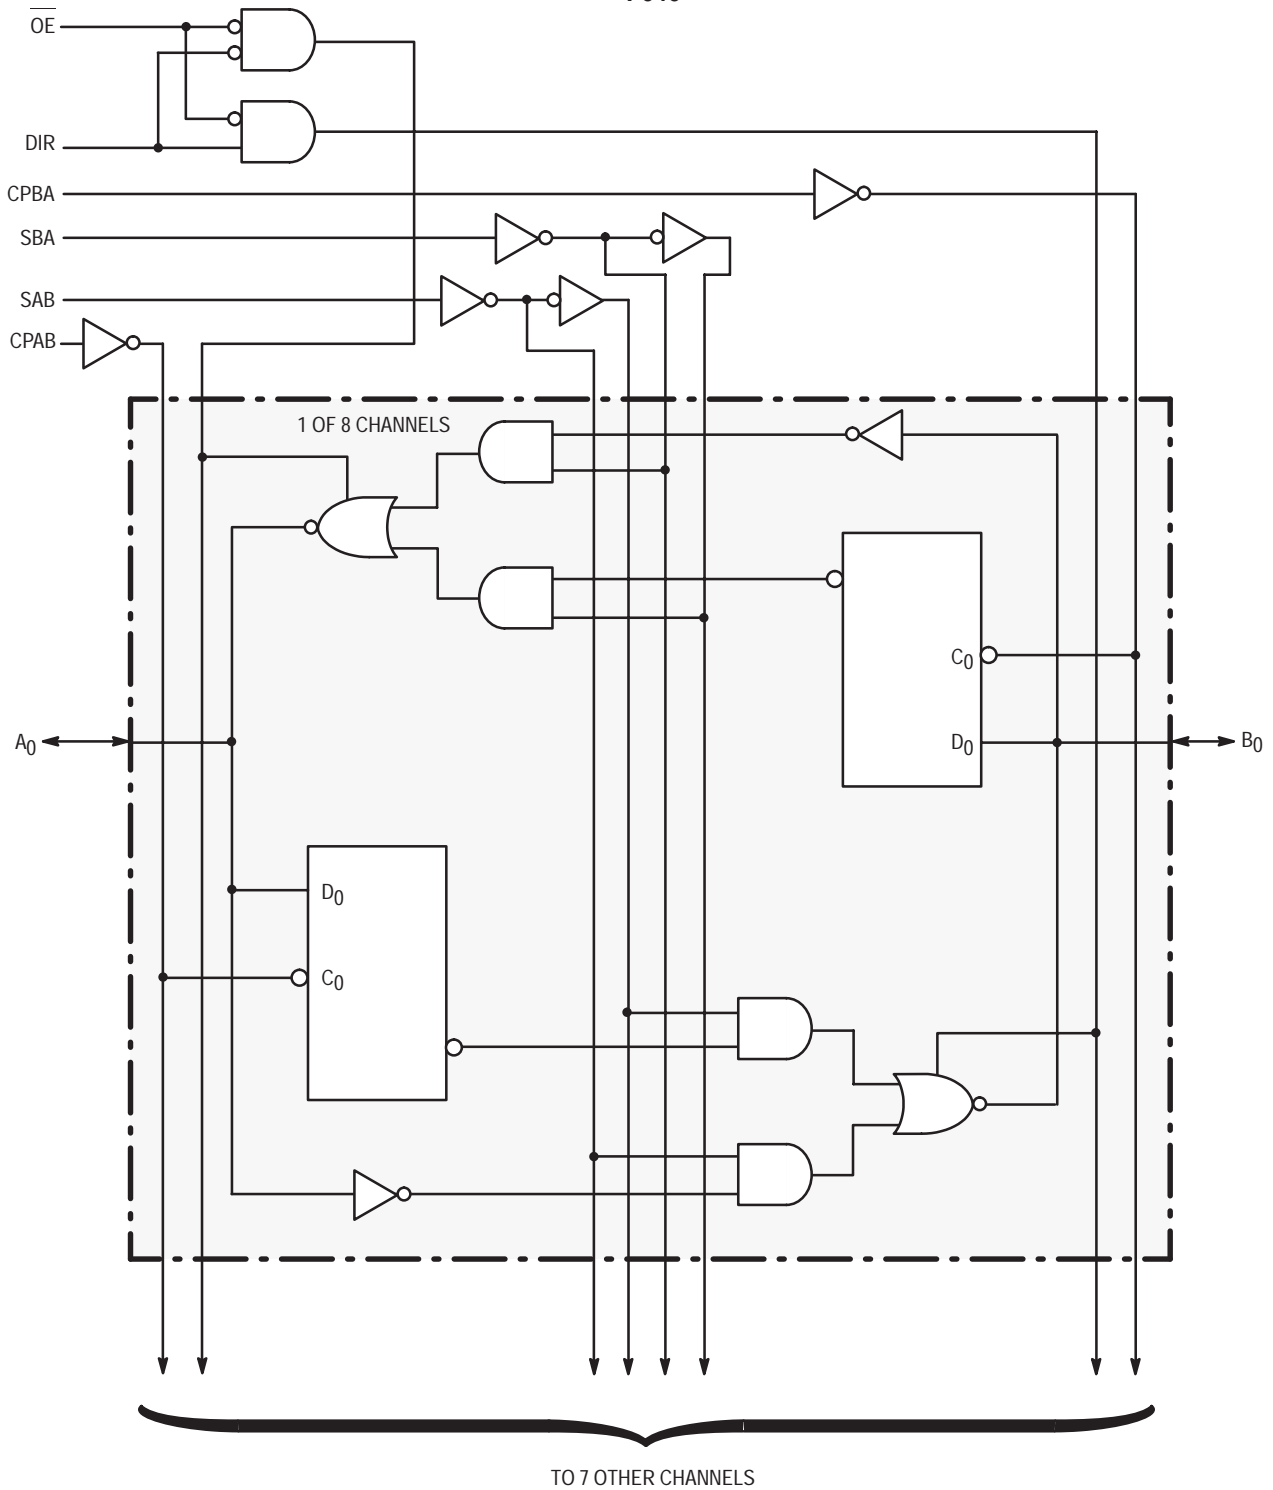 OE
DIR
CPBA
SBA
SAB
CPAB
1 OF 8 CHANNELS
C0
A0
D0
B0
D0
C0
TO 7 OTHER CHANNELS